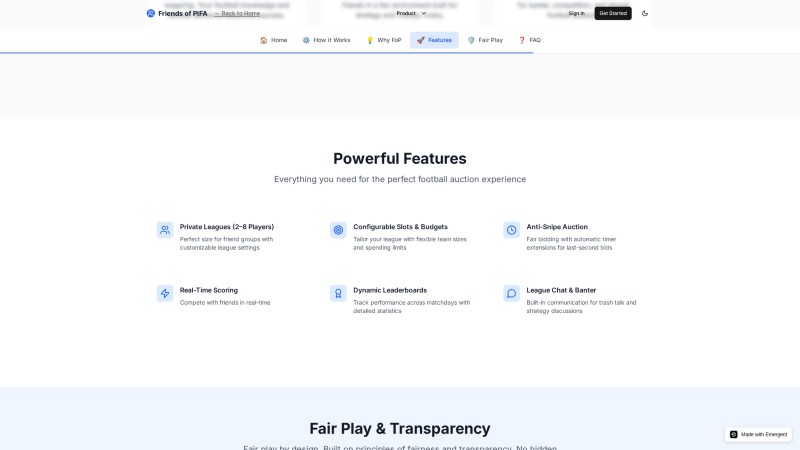 Friends of PIFA
← Back to Home
Product
Sign in
Get Started
🏠 Home
⚙️ How it Works
💡 Why FoP
🚀 Features
🛡️ Fair Play
❓ FAQ
Powerful Features
Everything you need for the perfect football auction experience
Private Leagues (2–8 Players)
Perfect size for friend groups with
customizable league settings
Configurable Slots & Budgets
Tailor your league with flexible team sizes
and spending limits
Anti-Snipe Auction
Fair bidding with automatic timer
extensions for last-second bids
Real-Time Scoring
Compete with friends in real-time
Dynamic Leaderboards
Track performance across matchdays with
detailed statistics
League Chat & Banter
Built-in communication for trash talk and
strategy discussions
Fair Play & Transparency
Fair play by design. Built on principles of fairness and transparency. No hidden
Made with Emergent